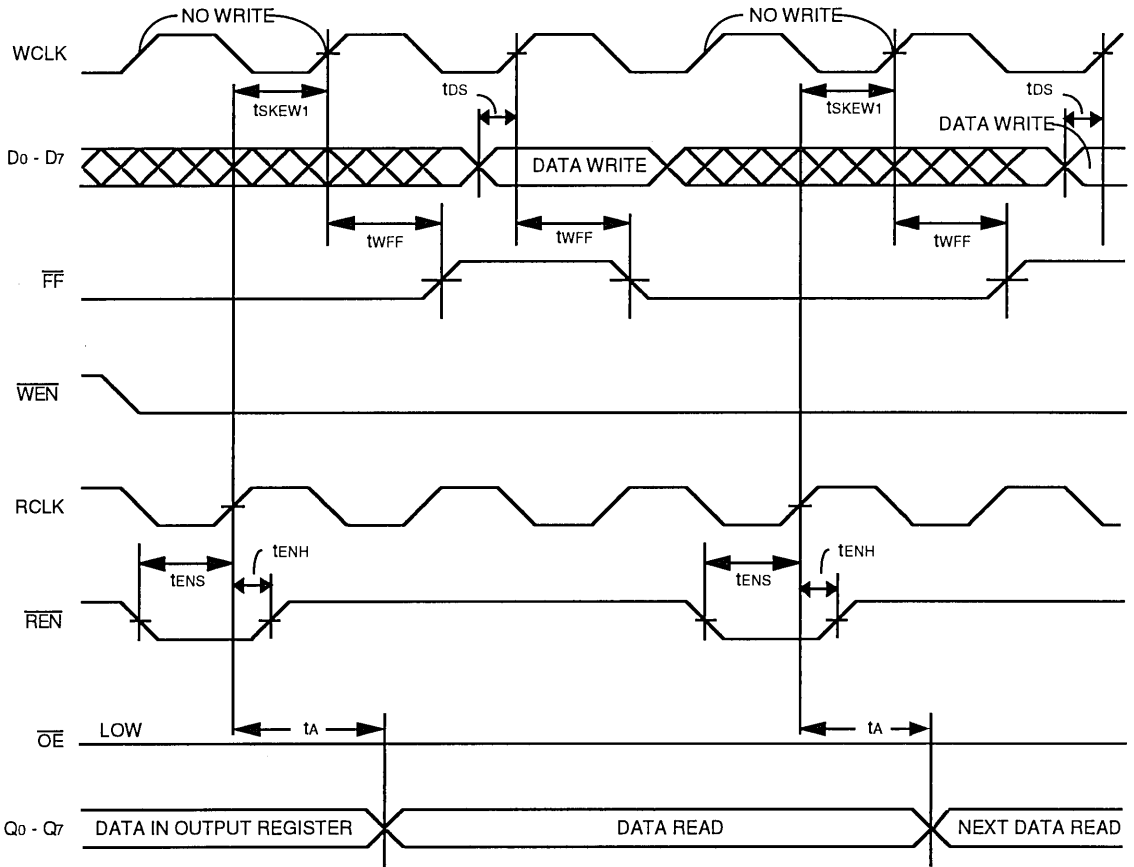 NO WRITE NO WRITE
WCLK
tSKEW1 tDS tSKEW1 tDS
DATA WRITE
D0 - D7 DATA WRITE
tWFF tWFF tWFF
FF
WEN
RCLK
tENS tENH tENS tENH
REN
tA tA
OE LOW
Q0 - Q7 DATA IN OUTPUT REGISTER DATA READ NEXT DATA READ